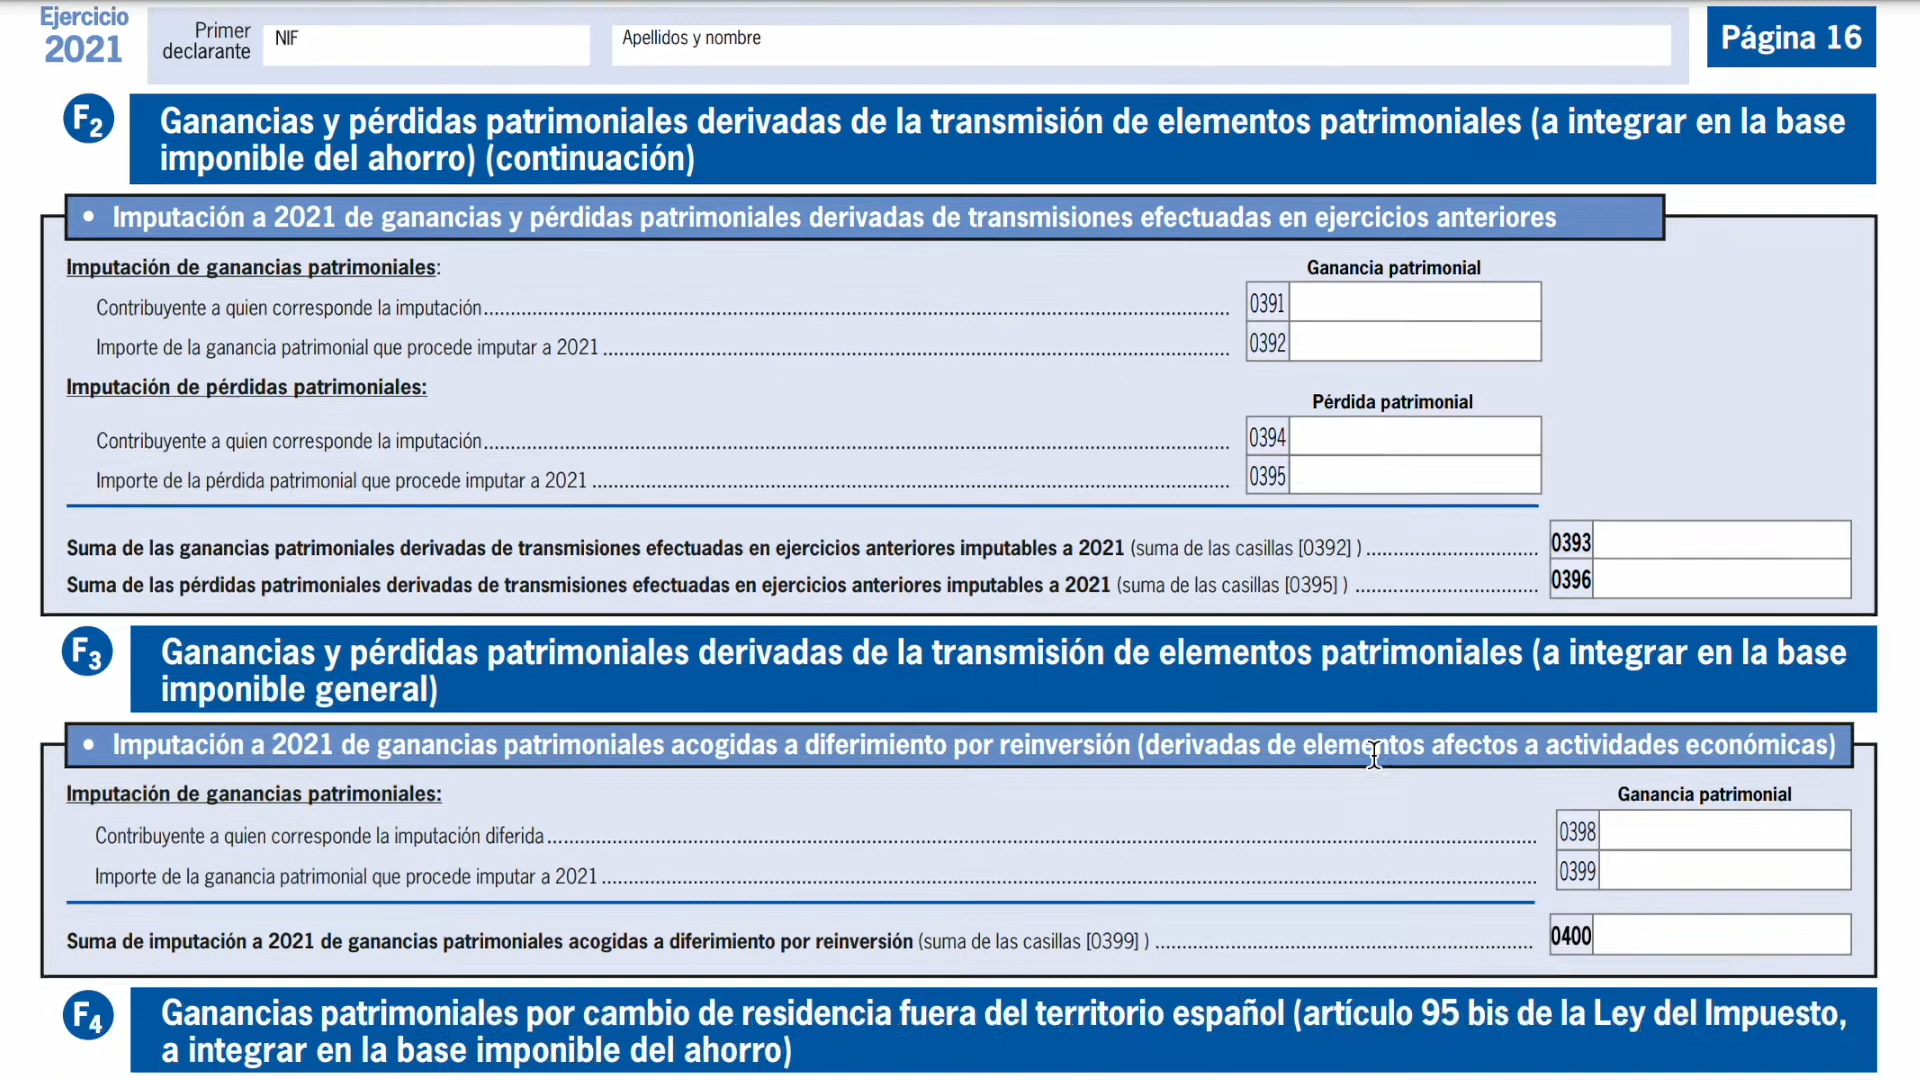 Ejercicio
2021
Primer
declarante
NIF
Apellidos y nombre
Página 16
F2
Ganancias y pérdidas patrimoniales derivadas de la transmisión de elementos patrimoniales (a integrar en la base
imponible del ahorro) (continuación)
• Imputación a 2021 de ganancias y pérdidas patrimoniales derivadas de transmisiones efectuadas en ejercicios anteriores
Imputación de ganancias patrimoniales:
Ganancia patrimonial
Contribuyente a quien corresponde la imputación 0391
Importe de la ganancia patrimonial que procede imputar a 2021 0392
Imputación de pérdidas patrimoniales:
Pérdida patrimonial
Contribuyente a quien corresponde la imputación 0394
Importe de la pérdida patrimonial que procede imputar a 2021 0395
Suma de las ganancias patrimoniales derivadas de transmisiones efectuadas en ejercicios anteriores imputables a 2021 (suma de las casillas [0392] ) 0393
Suma de las pérdidas patrimoniales derivadas de transmisiones efectuadas en ejercicios anteriores imputables a 2021 (suma de las casillas [0395] ) 0396
F3
Ganancias y pérdidas patrimoniales derivadas de la transmisión de elementos patrimoniales (a integrar en la base
imponible general)
• Imputación a 2021 de ganancias patrimoniales acogidas a diferimiento por reinversión (derivadas de elementos afectos a actividades económicas)
Imputación de ganancias patrimoniales:
Ganancia patrimonial
Contribuyente a quien corresponde la imputación diferida 0398
Importe de la ganancia patrimonial que procede imputar a 2021 0399
Suma de imputación a 2021 de ganancias patrimoniales acogidas a diferimiento por reinversión (suma de las casillas [0399] ) 0400
F4
Ganancias patrimoniales por cambio de residencia fuera del territorio español (artículo 95 bis de la Ley del Impuesto,
a integrar en la base imponible del ahorro)